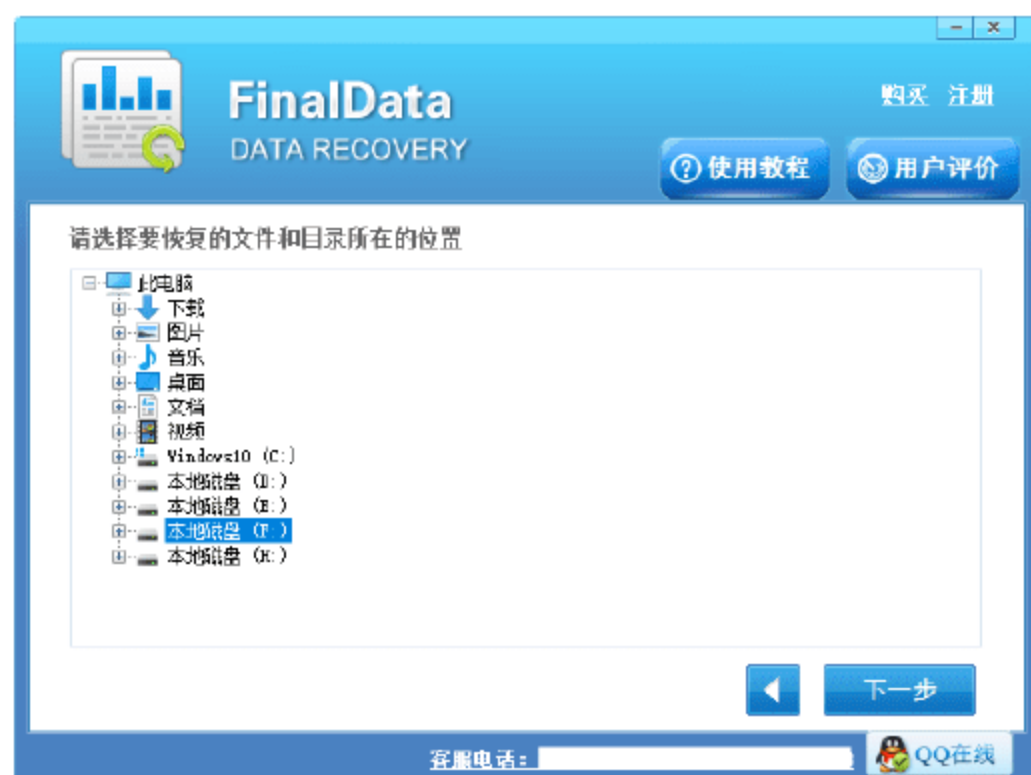 FinalData
DATA RECOVERY
购买 注册
使用教程 用户评价
请选择要恢复的文件和目录所在的位置
此电脑
下载
图片
音乐
桌面
文档
视频
Windows10 (C:)
本地磁盘 (D:)
本地磁盘 (E:)
本地磁盘 (F:)
本地磁盘 (H:)
下一步
客服电话:
QQ在线